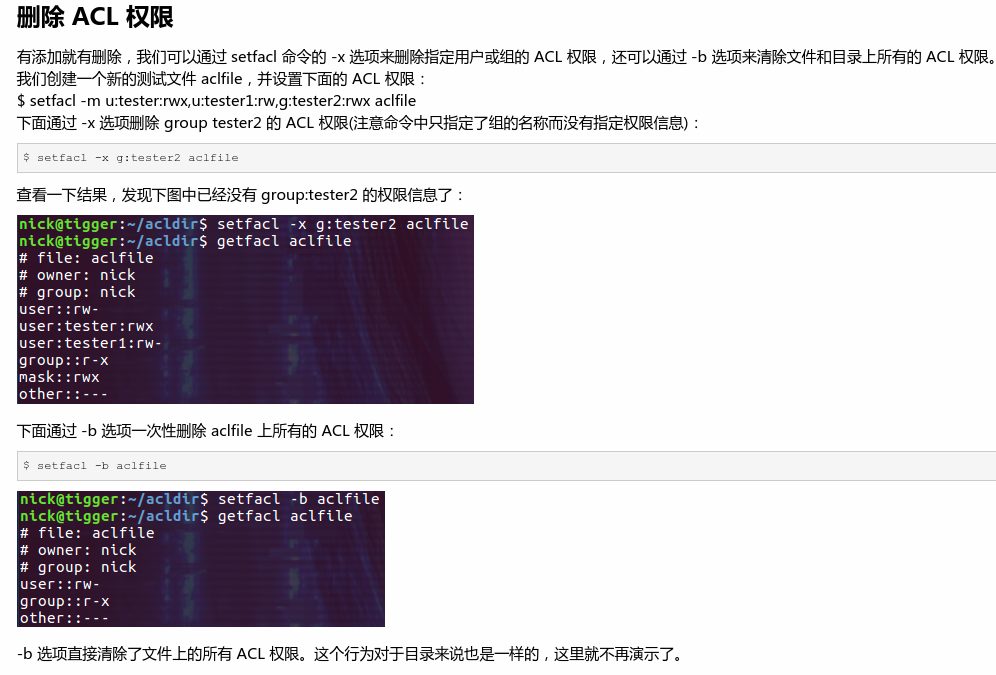 删除 ACL 权限
有添加就有删除，我们可以通过 setfacl 命令的 -x 选项来删除指定用户或组的 ACL 权限，还可以通过 -b 选项来清除文件和目录上所有的 ACL 权限。
我们创建一个新的测试文件 aclfile，并设置下面的 ACL 权限：
$ setfacl -m u:tester:rwx,u:tester1:rw,g:tester2:rwx aclfile
下面通过 -x 选项删除 group tester2 的 ACL 权限(注意命令中只指定了组的名称而没有指定权限信息)：
$ setfacl -x g:tester2 aclfile
查看一下结果，发现下图中已经没有 group:tester2 的权限信息了：
nick@tigger:~/acldir$ setfacl -x g:tester2 aclfile
nick@tigger:~/acldir$ getfacl aclfile
# file: aclfile
# owner: nick
# group: nick
user::rw-
user:tester:rwx
user:tester1:rw-
group::r-x
mask::rwx
other::---
下面通过 -b 选项一次性删除 aclfile 上所有的 ACL 权限：
$ setfacl -b aclfile
nick@tigger:~/acldir$ setfacl -b aclfile
nick@tigger:~/acldir$ getfacl aclfile
# file: aclfile
# owner: nick
# group: nick
user::rw-
group::r-x
other::---
-b 选项直接清除了文件上的所有 ACL 权限。这个行为对于目录来说也是一样的，这里就不再演示了。